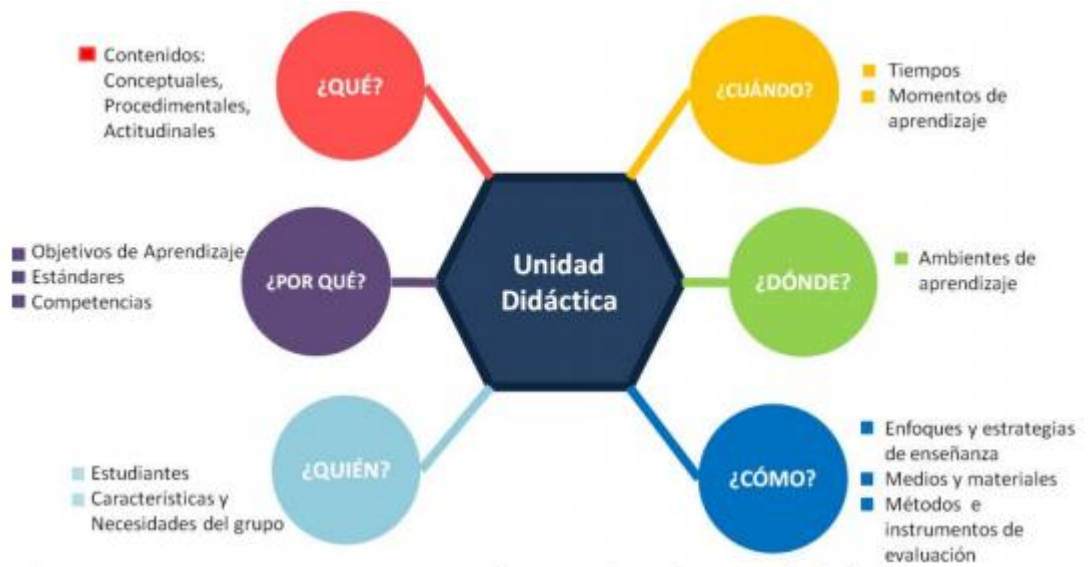 Contenidos:
Conceptuales,
Procedimentales,
Actitudinales
¿QUÉ?
¿CUÁNDO?
Tiempos
Momentos de
aprendizaje
Objetivos de Aprendizaje
Estándares
Competencias
¿POR QUÉ?
Unidad
Didáctica
¿DÓNDE?
Ambientes de
aprendizaje
Estudiantes
Características y
Necesidades del grupo
¿QUIÉN?
¿CÓMO?
Enfoques y estrategias
de enseñanza
Medios y materiales
Métodos e
instrumentos de
evaluación